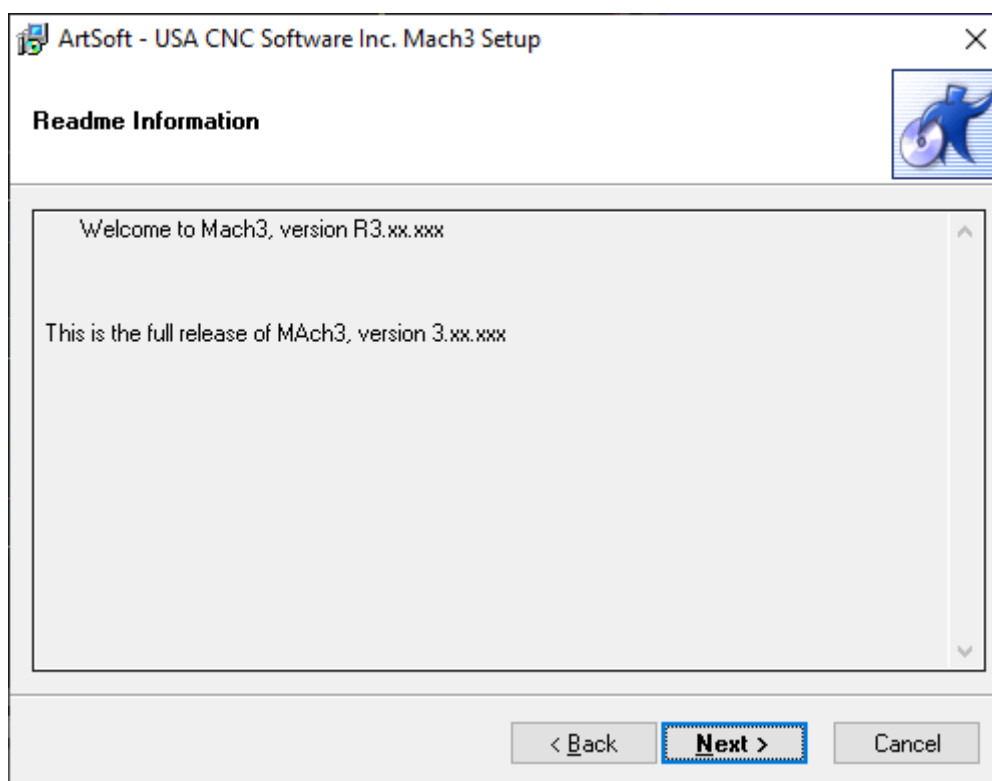 ArtSoft - USA CNC Software Inc. Mach3 Setup
Readme Information
Welcome to Mach3, version R3.xx.xxx
This is the full release of MAch3, version 3.xx.xxx
< Back
Next >
Cancel